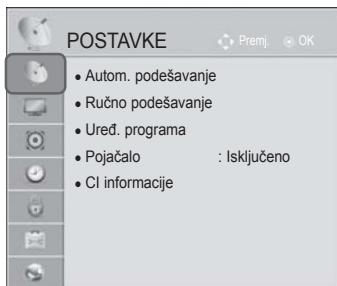 POSTAVKE Premj. OK
• Autom. podešavanje
• Ručno podešavanje
• Uređ. programa
• Pojačalo : Isključeno
• CI informacije